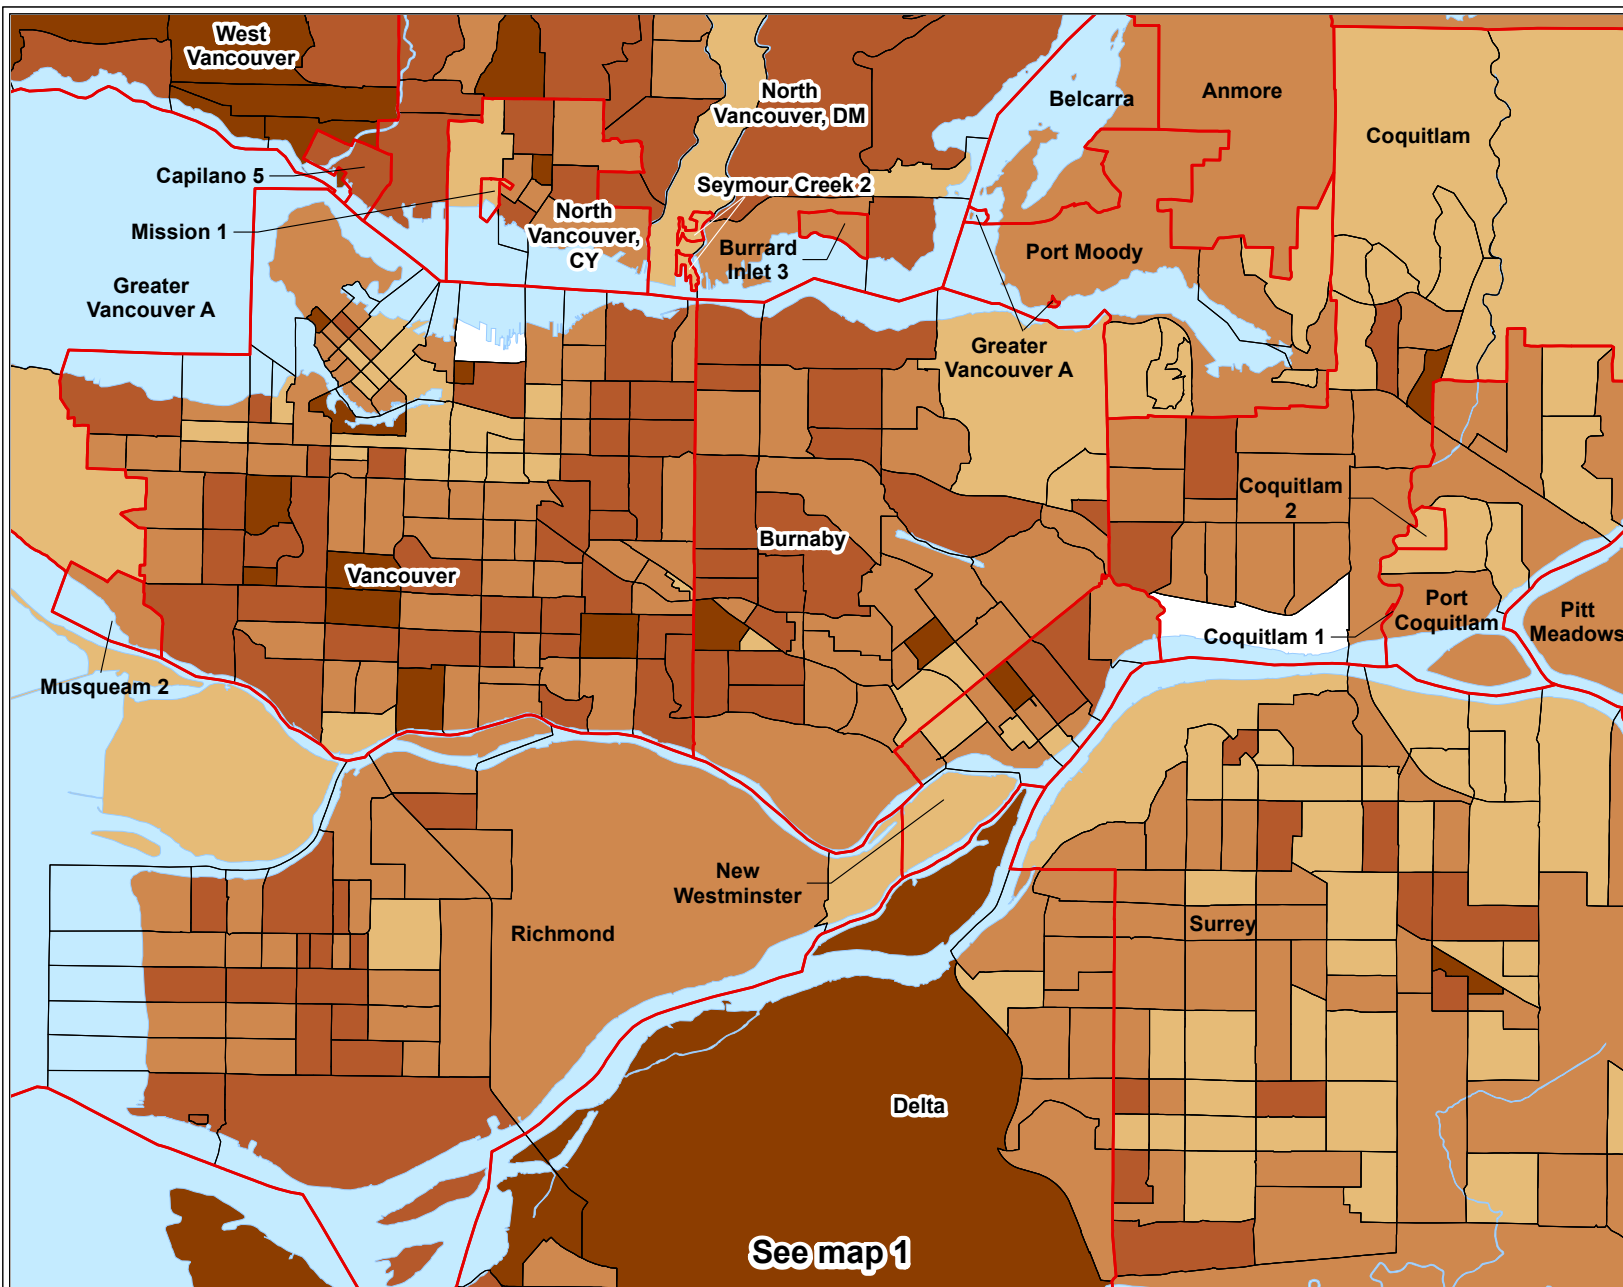 West
Vancouver
North
Vancouver, DM
Belcarra
Anmore
Coquitlam
Capilano 5
Seymour Creek 2
Mission 1
North
Vancouver,
CY
Burrard
Inlet 3
Port Moody
Greater
Vancouver A
Greater
Vancouver A
Coquitlam
2
Burnaby
Vancouver
Port
Coquitlam
Pitt
Meadows
Coquitlam 1
Musqueam 2
New
Westminster
Richmond
Surrey
Delta
See map 1